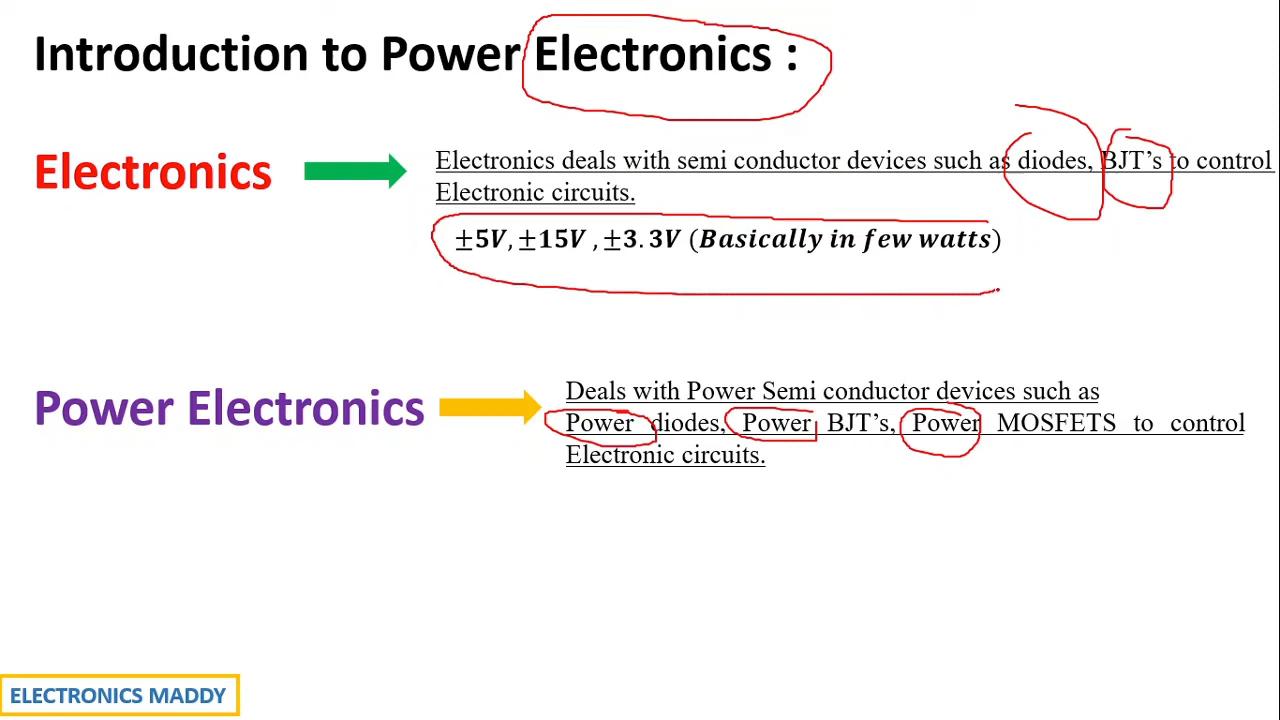 Introduction to Power Electronics :
Electronics
Electronics deals with semi conductor devices such as diodes, BJT's to control
Electronic circuits.
±5V, ±15V , ±3.3V (Basically in few watts)
Power Electronics
Deals with Power Semi conductor devices such as
Power diodes, Power BJT's, Power MOSFETS to control
Electronic circuits.
ELECTRONICS MADDY